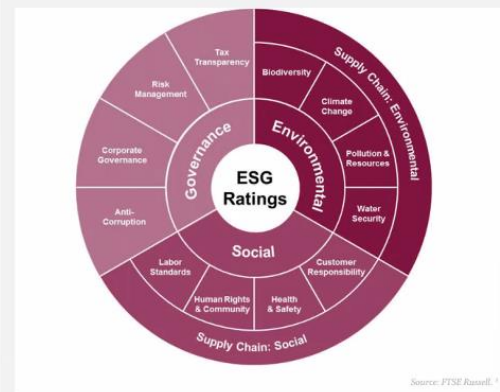 ESG
Ratings
Environmental
Biodiversity
Climate
Change
Pollution &
Resources
Water
Security
Supply Chain: Environmental
Social
Customer
Responsibility
Health
& Safety
Human Rights
& Community
Labor
Standards
Supply Chain: Social
Governance
Anti-
Corruption
Corporate
Governance
Risk
Management
Tax
Transparency
Source: FTSE Russell.